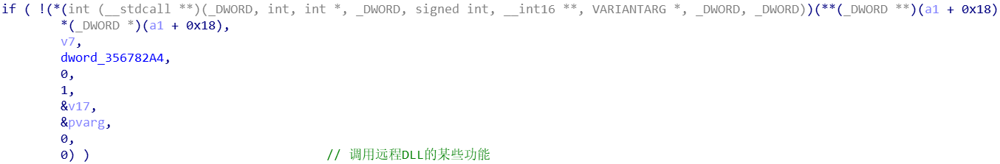 if ( !(*(int (__stdcall **)(_DWORD, int, int *, _DWORD, signed int, __int16 **, VARIANTARG *, _DWORD, _DWORD))(**(_DWORD **)(a1 + 0x18)
*(_DWORD *)(a1 + 0x18),
v7,
dword_356782A4,
0,
1,
&v17,
&pvarg,
0,
0) ) // 调用远程DLL的某些功能